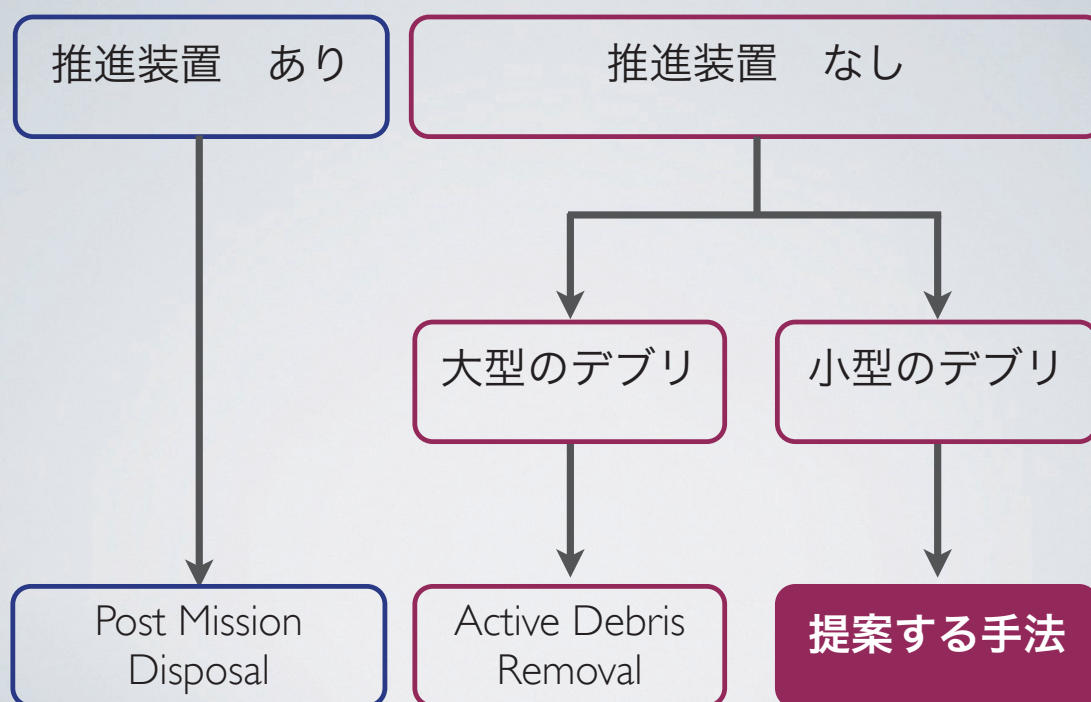 推進装置　あり
推進装置　なし
大型のデブリ
小型のデブリ
Post Mission
Disposal
Active Debris
Removal
提案する手法